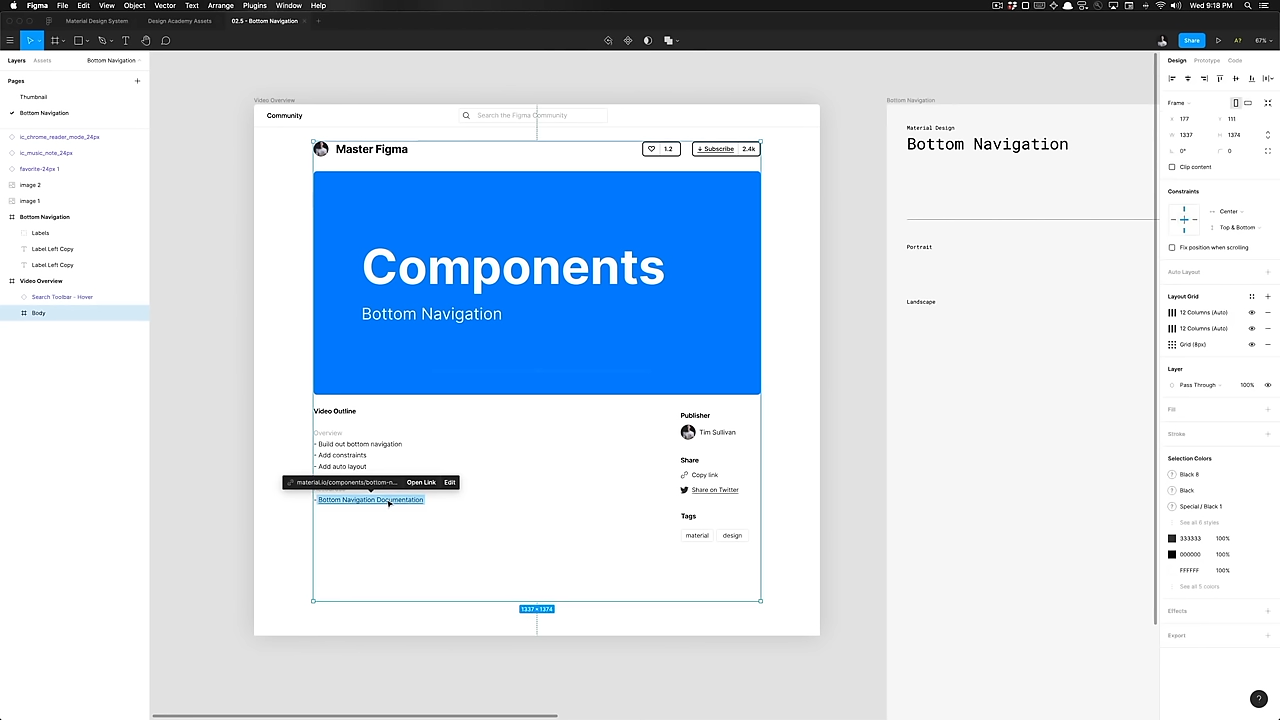 Figma File Edit View Object Vector Text Arrange Plugins Window Help
Wed 9:18 PM
Material Design System
Design Academy Assets
02.5 - Bottom Navigation
Share
A?
67%
Layers
Assets
Bottom Navigation
Pages
Thumbnail
Bottom Navigation
ic_chrome_reader_mode_24px
ic_music_note_24px
favorite-24px 1
image 2
image 1
Bottom Navigation
Labels
Label Left Copy
Label Left Copy
Video Overview
Search Toolbar - Hover
Body
Video Overview
Community
Search the Figma Community
Master Figma
1.2
Subscribe
2.4k
Components
Bottom Navigation
Video Outline
Overview
- Build out bottom navigation
- Add constraints
- Add auto layout
material.io/components/bottom-n...
Open Link
Edit
- Bottom Navigation Documentation
Publisher
Tim Sullivan
Share
Copy link
Share on Twitter
Tags
material
design
1337 × 1374
Bottom Navigation
Material Design
Bottom Navigation
Portrait
Landscape
Design
Prototype
Code
Frame
X 177
Y 111
W 1337
H 1374
0°
0
Clip content
Constraints
Center
Top & Bottom
Fix position when scrolling
Auto Layout
Layout Grid
12 Columns (Auto)
12 Columns (Auto)
Grid (8px)
Layer
Pass Through
100%
Fill
Stroke
Selection Colors
? Black 8
? Black
? Special / Black 1
See all 6 styles
333333 100%
000000 100%
FFFFFF 100%
See all 5 colors
Effects
Export
?